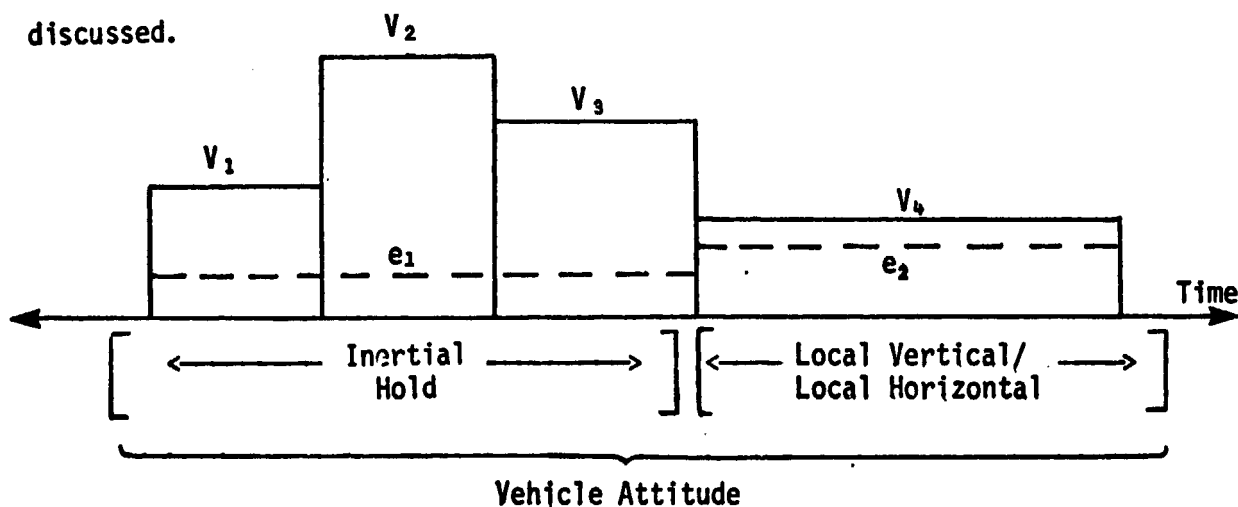 discussed.
V₂
V₃
V₁
V₄
e₁
e₂
Time
Inertial
Hold
Local Vertical/
Local Horizontal
Vehicle Attitude